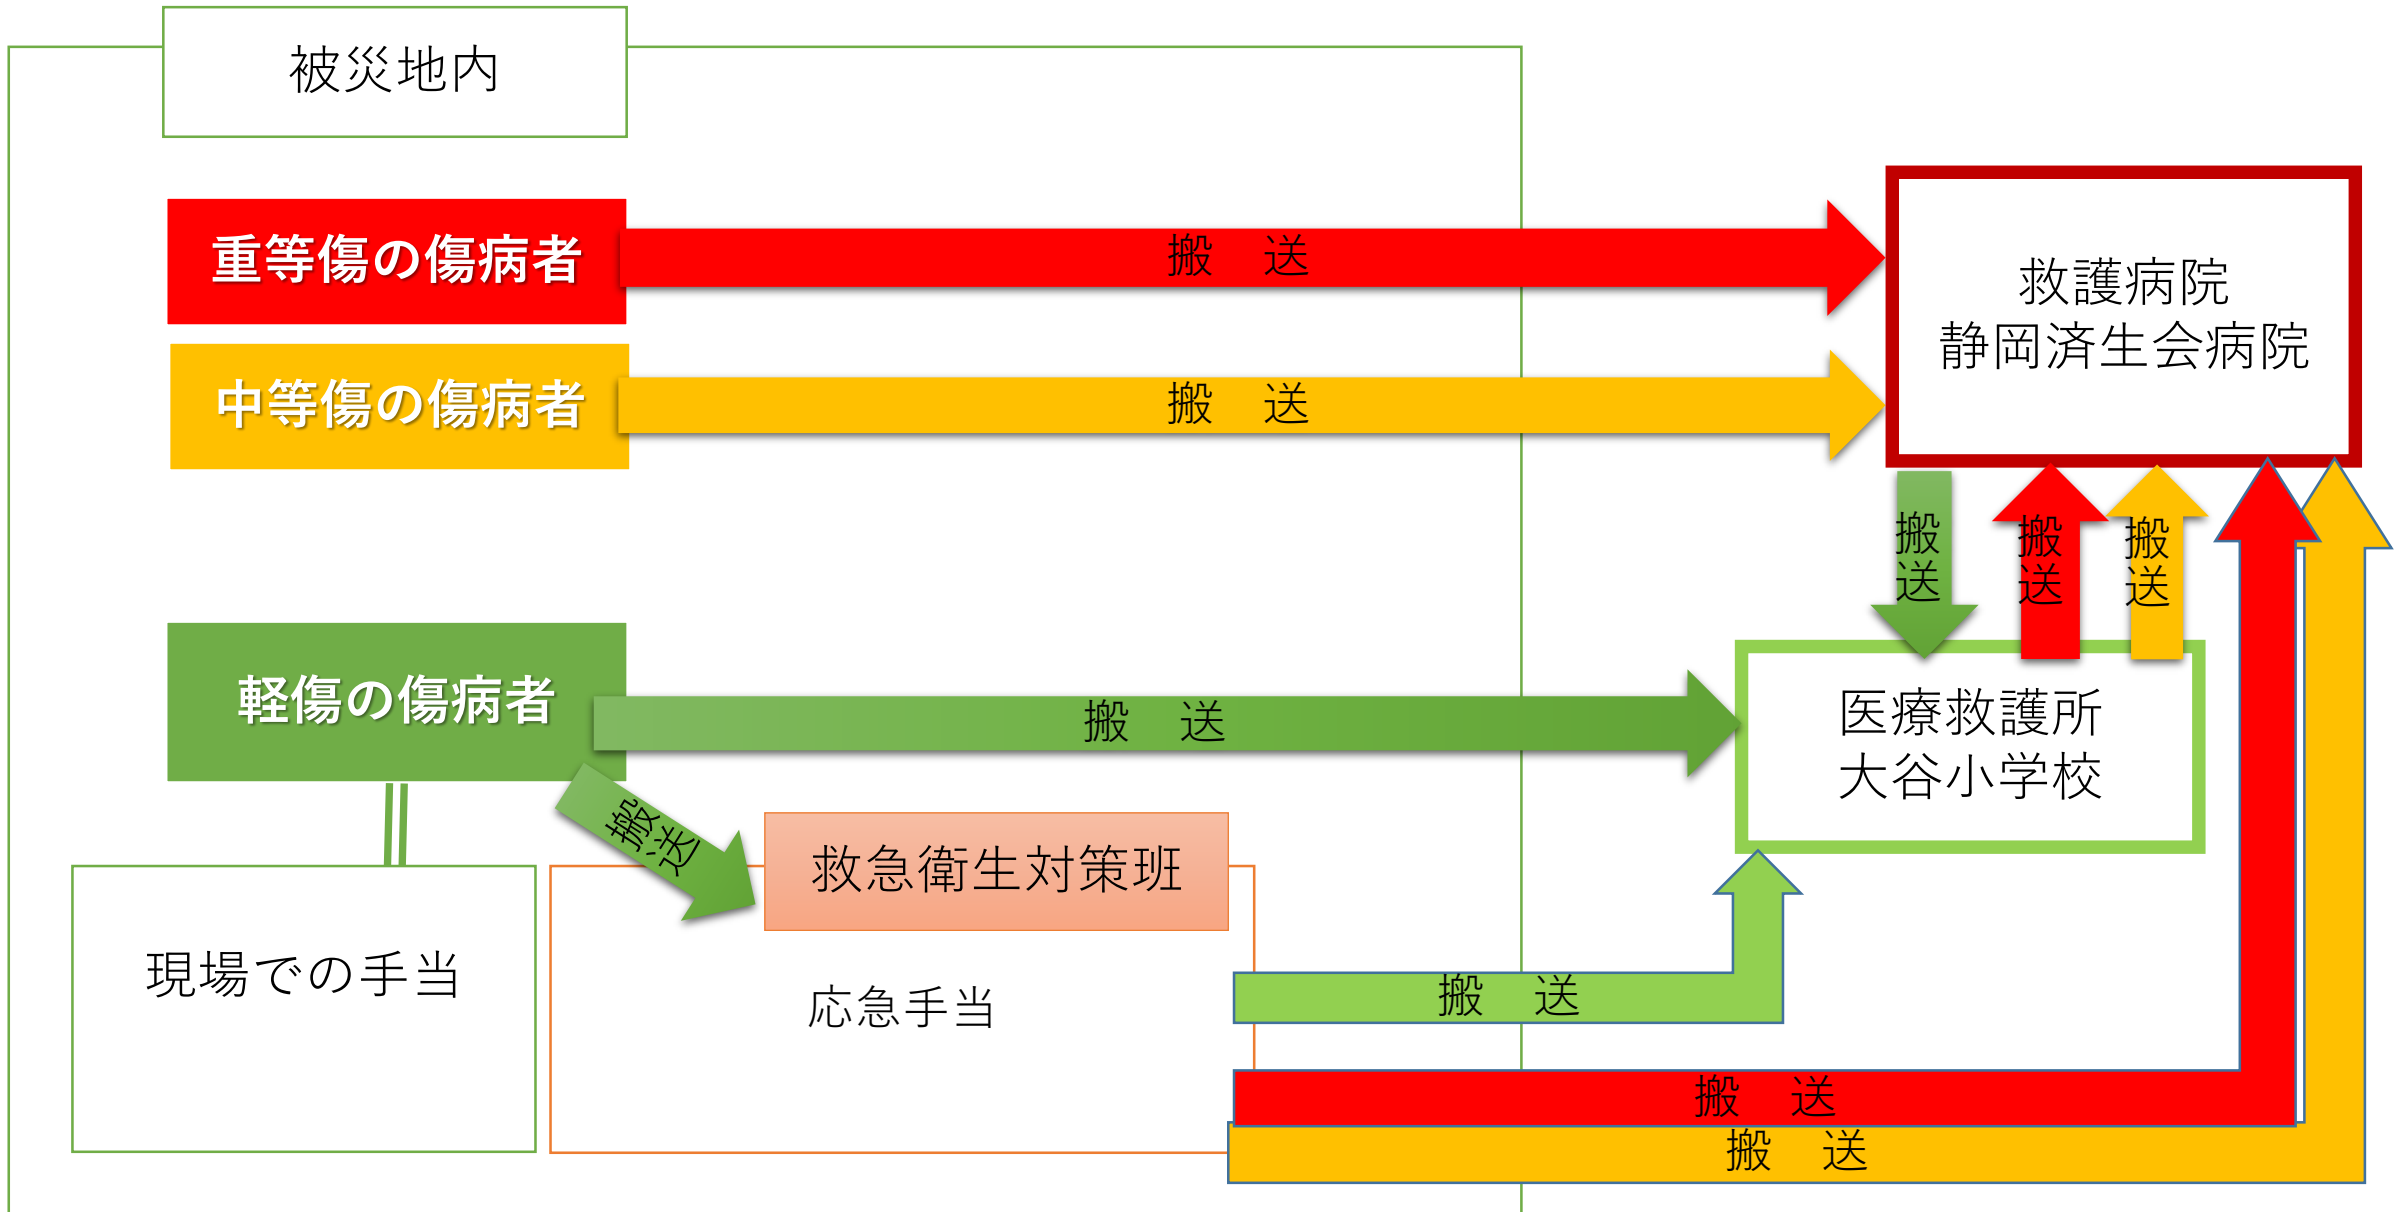 被災地内
重等傷の傷病者
搬　送
中等傷の傷病者
搬　送
救護病院
静岡済生会病院
搬送
搬送
搬送
軽傷の傷病者
搬　送
搬送
医療救護所
大谷小学校
救急衛生対策班
現場での手当
応急手当
搬　送
搬　送
搬　送